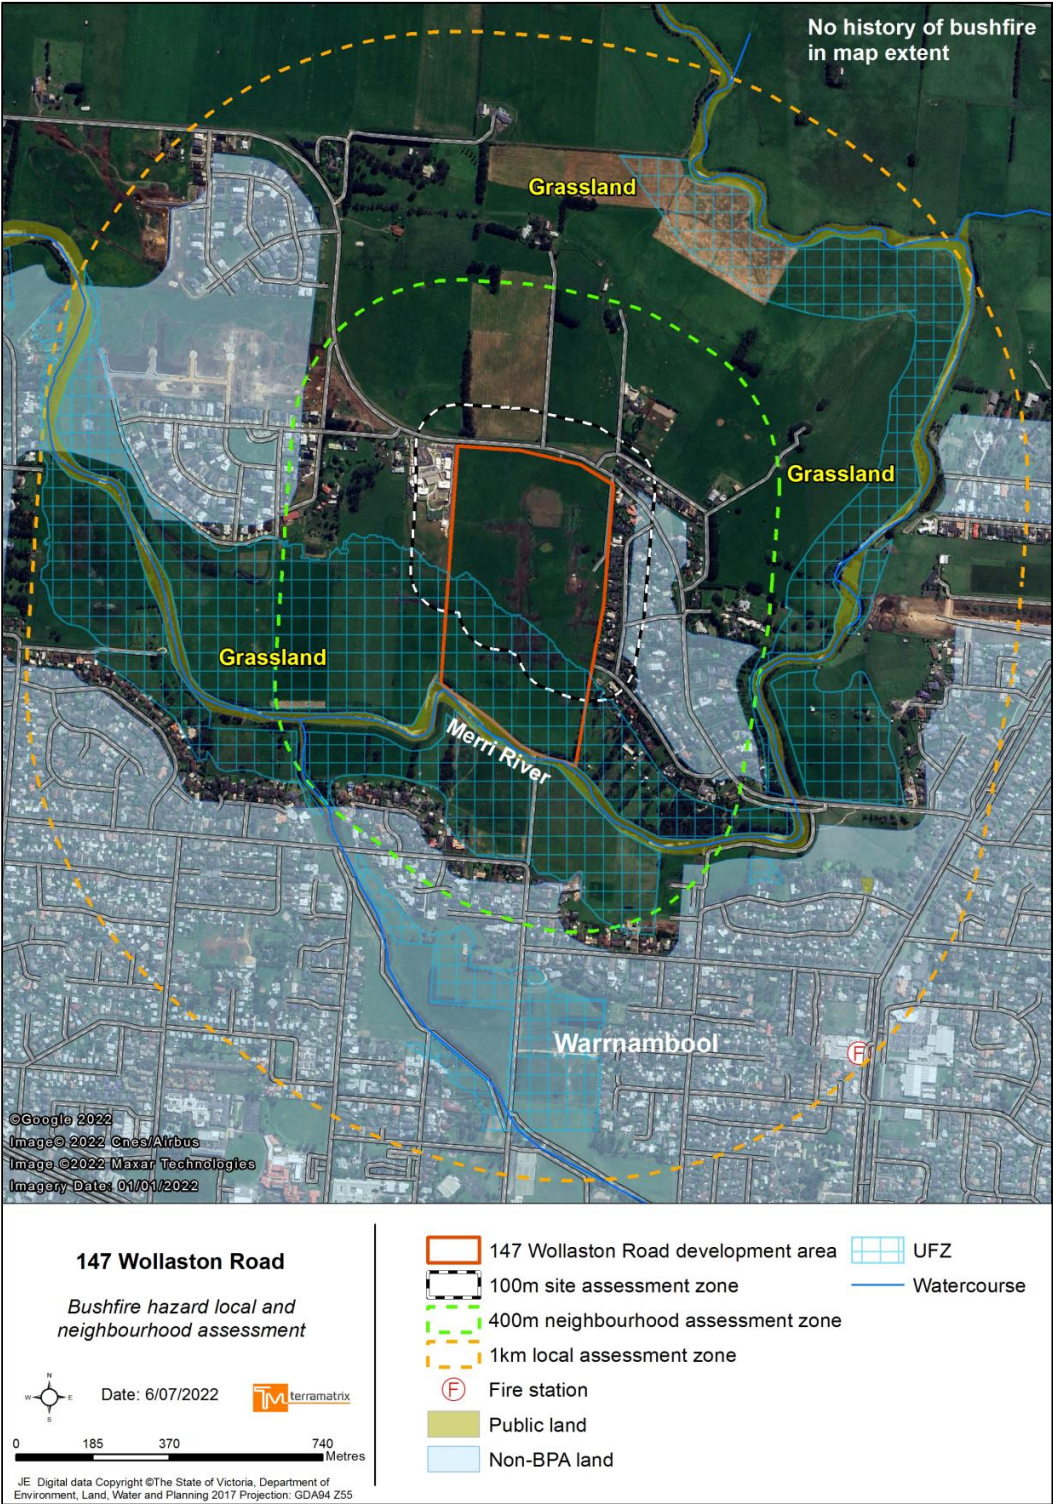 No history of bushfire
in map extent
Grassland
Grassland
Grassland
Merri River
Warrnambool
F
©Google 2022
Image© 2022 Cnes/Airbus
Image ©2022 Maxar Technologies
Imagery Date: 01/01/2022
147 Wollaston Road
Bushfire hazard local and
neighbourhood assessment
N
W E
S
Date: 6/07/2022
TM terramatrix
0 185 370 740
Metres
JE Digital data Copyright ©The State of Victoria, Department of
Environment, Land, Water and Planning 2017 Projection: GDA94 Z55
147 Wollaston Road development area
100m site assessment zone
400m neighbourhood assessment zone
1km local assessment zone
F Fire station
Public land
Non-BPA land
UFZ
Watercourse